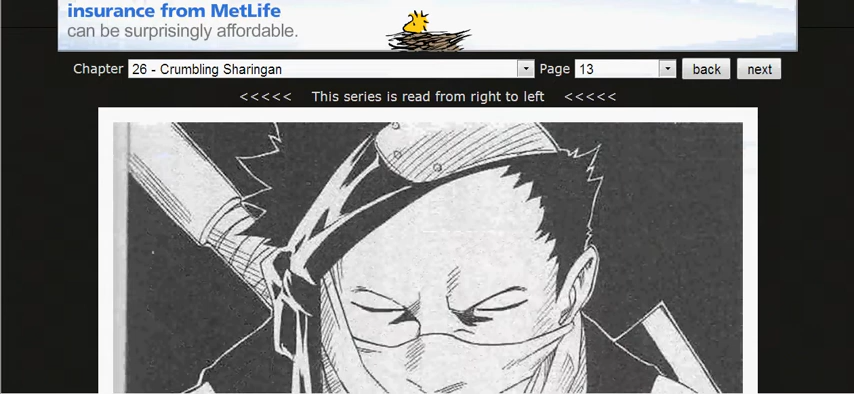 insurance from MetLife
can be surprisingly affordable.
Chapter 26 - Crumbling Sharingan Page 13 back next
<<<<< This series is read from right to left <<<<<